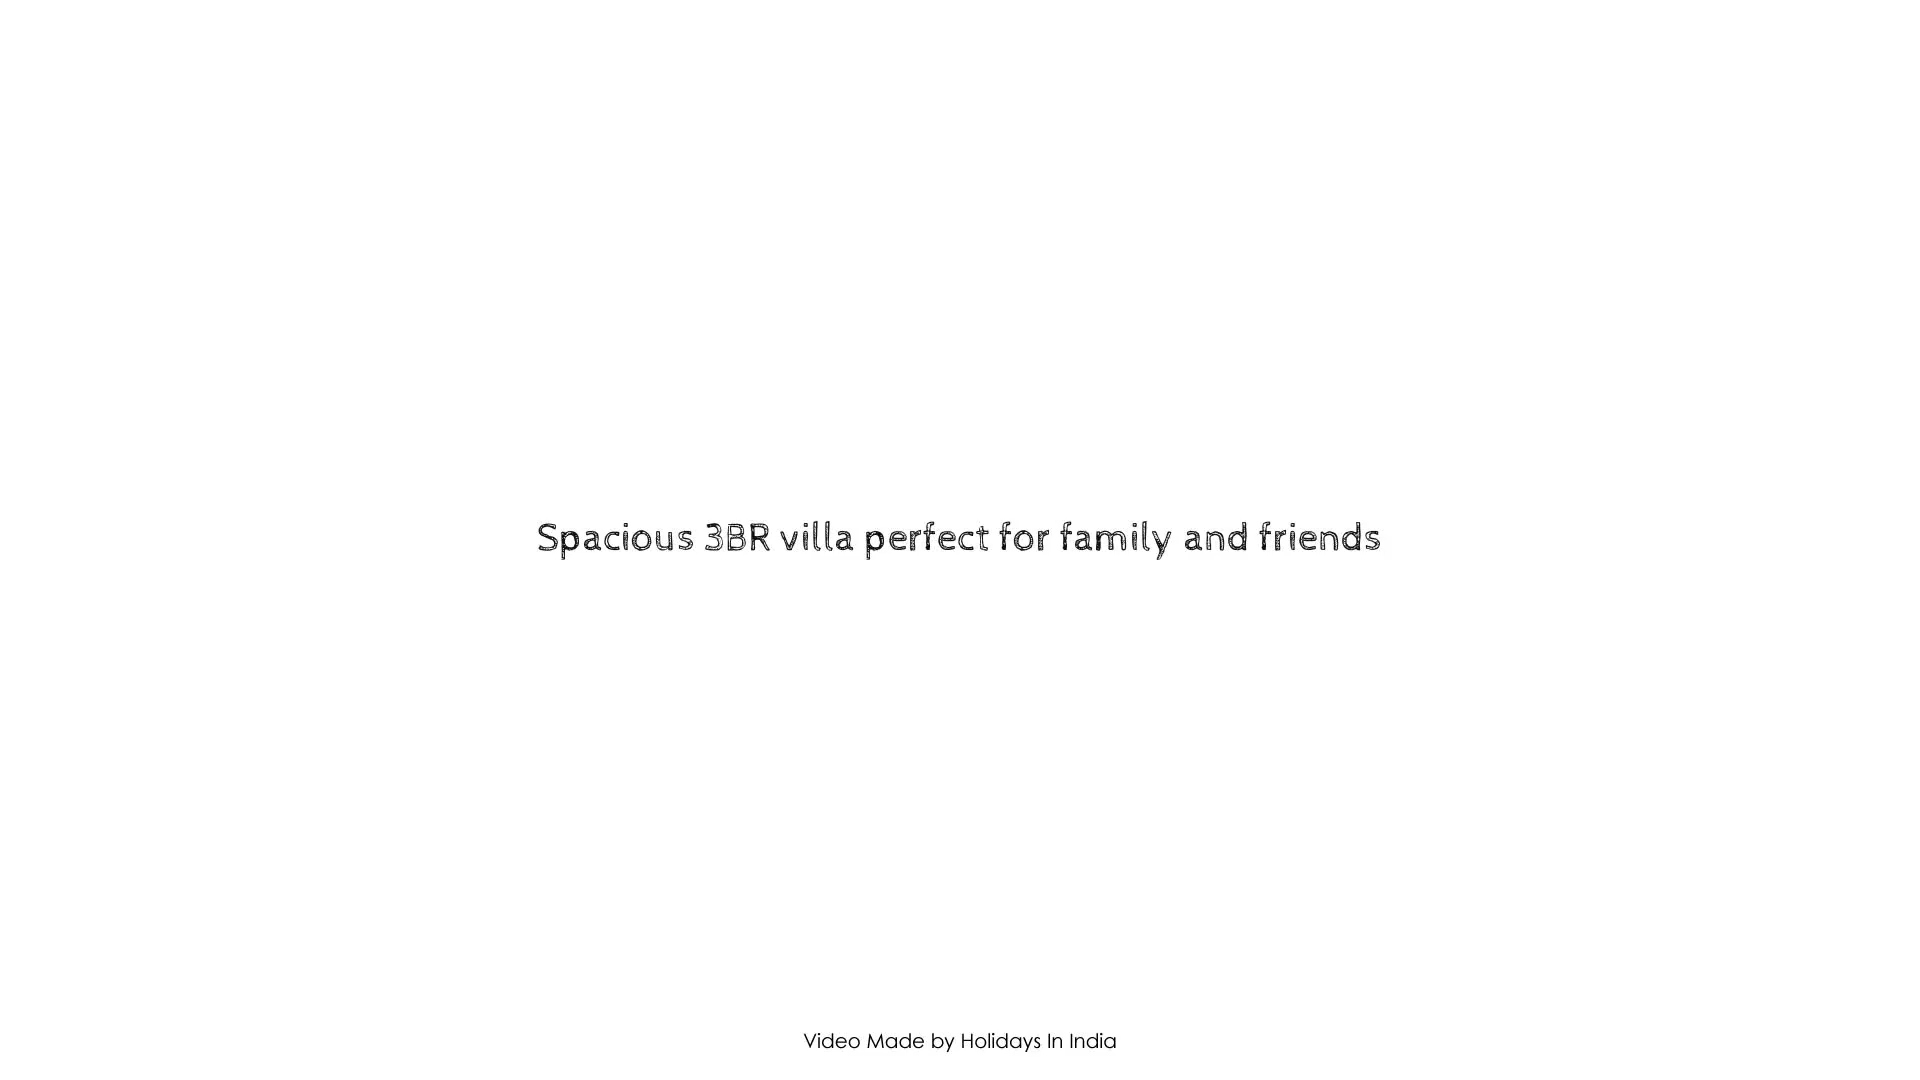 Spacious 3BR villa perfect for family and friends
Video Made by Holidays In India